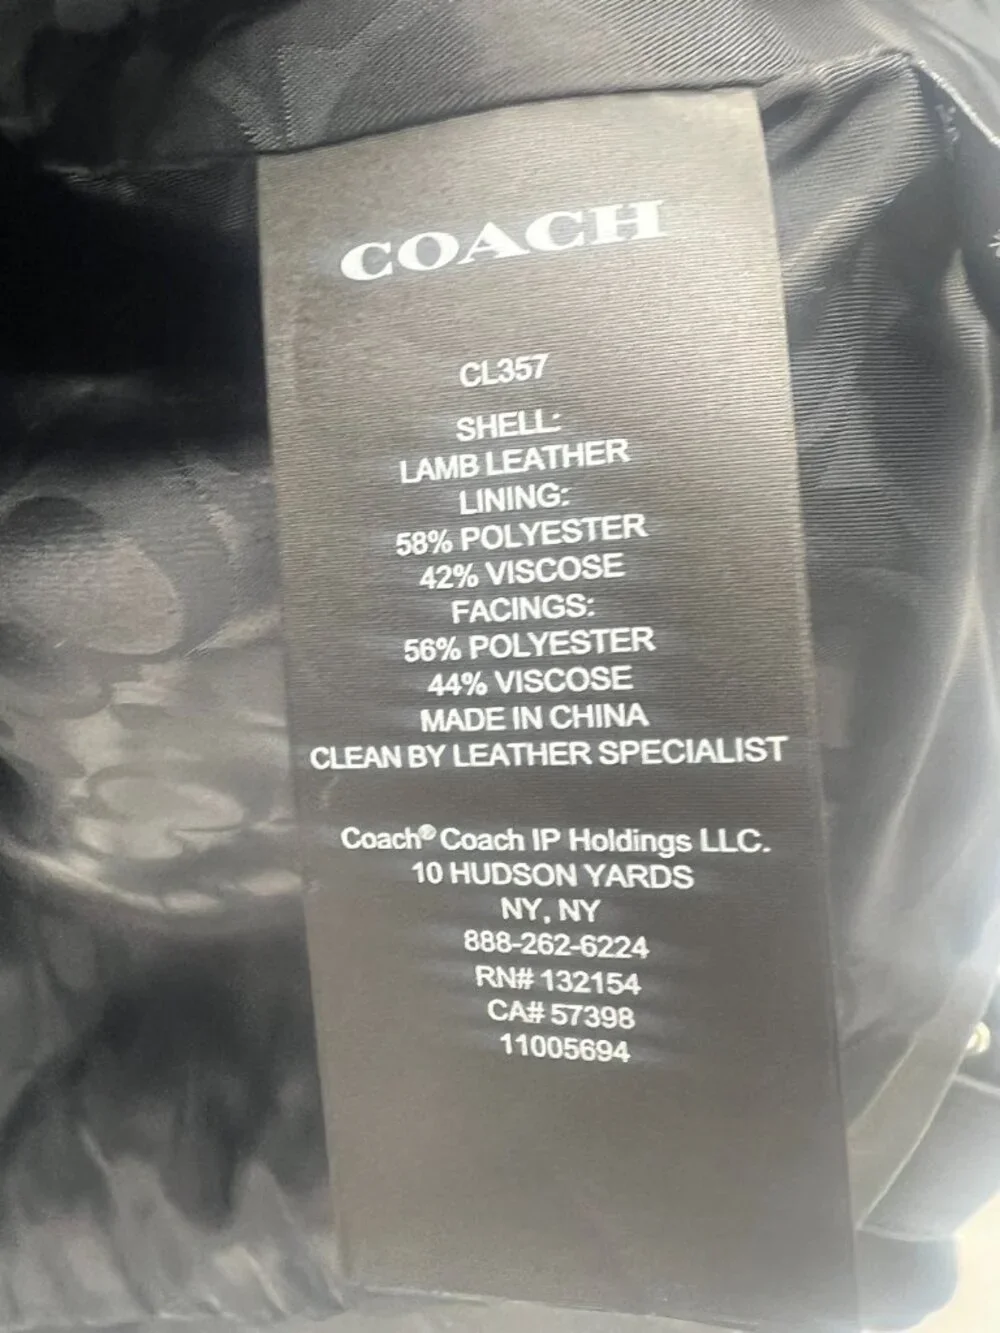 COACH
CL357
SHELL:
LAMB LEATHER
LINING:
58% POLYESTER
42% VISCOSE
FACINGS:
56% POLYESTER
44% VISCOSE
MADE IN CHINA
CLEAN BY LEATHER SPECIALIST
Coach® Coach IP Holdings LLC.
10 HUDSON YARDS
NY, NY
888-262-6224
RN# 132154
CA# 57398
11005694